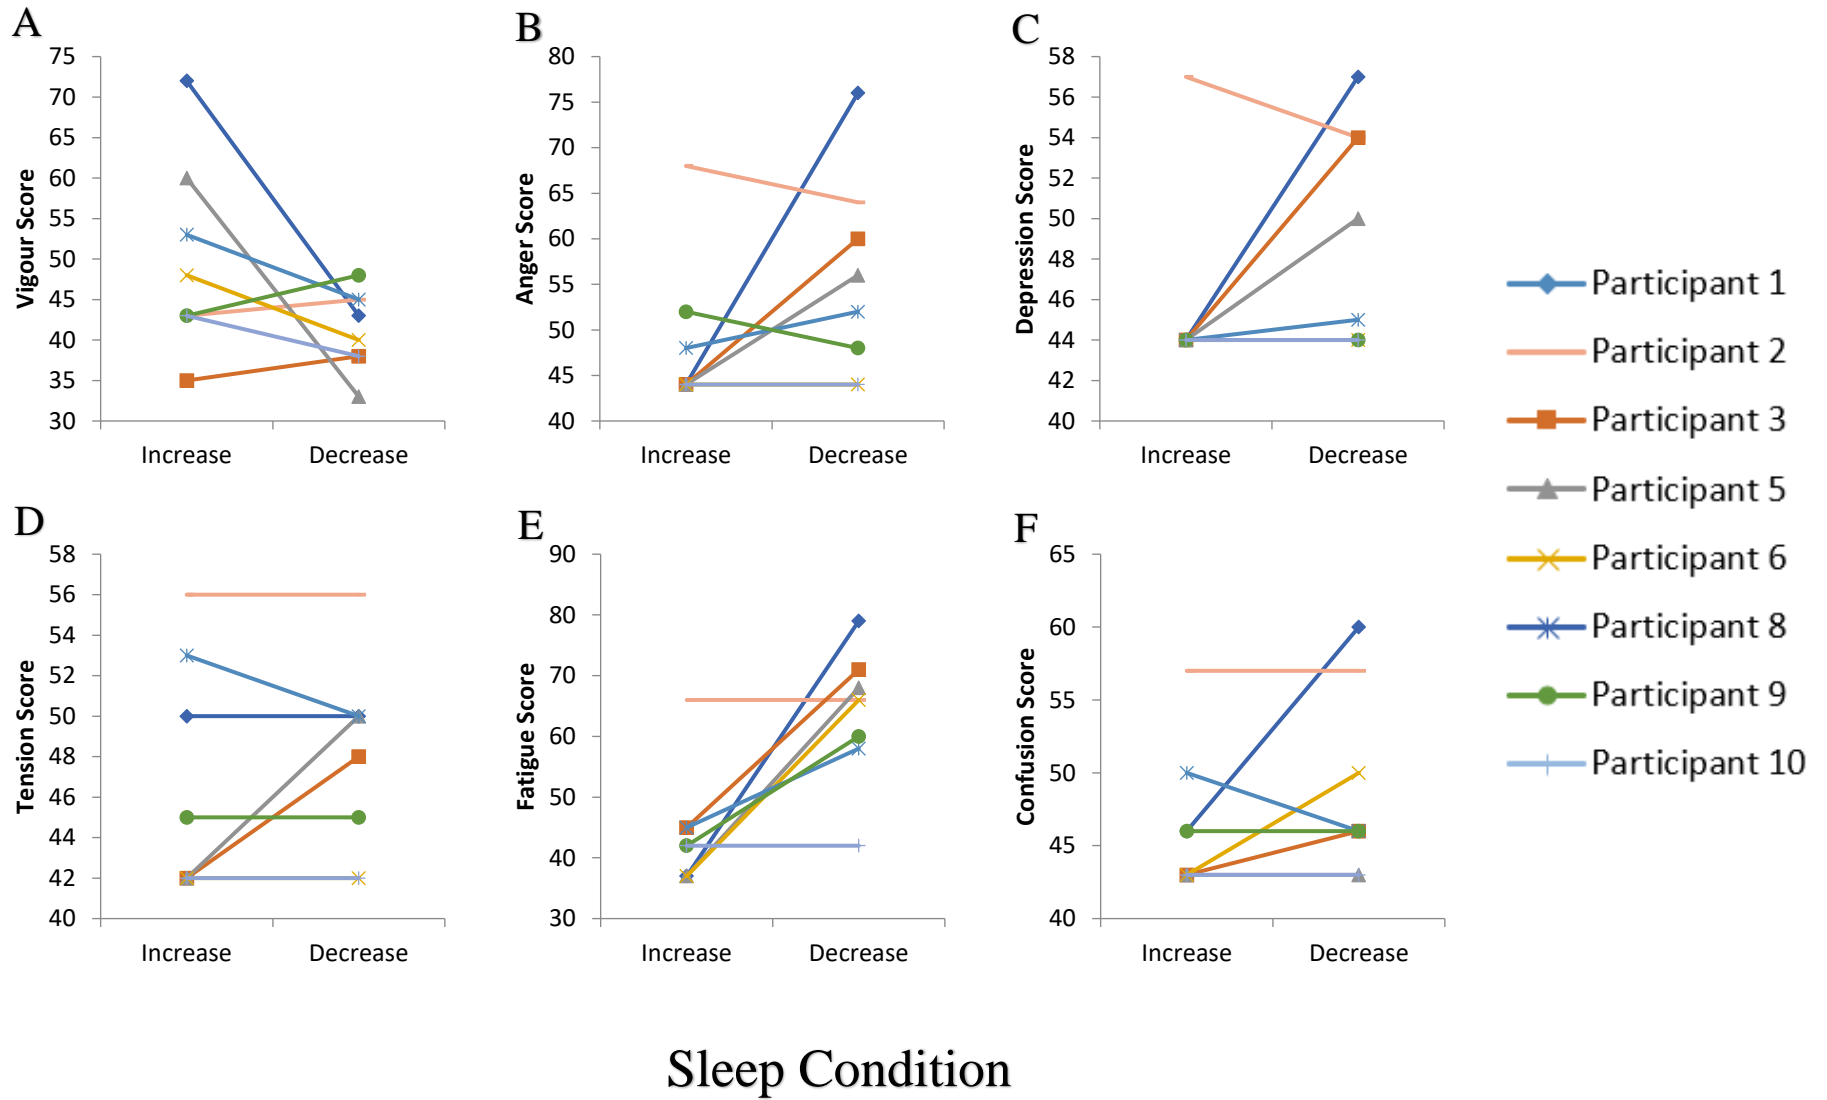 A
75
70
65
60
55
50
45
40
35
30
Vigour Score
Increase
Decrease
B
80
75
70
65
60
55
50
45
40
Anger Score
Increase
Decrease
C
58
56
54
52
50
48
46
44
42
40
Depression Score
Increase
Decrease
D
58
56
54
52
50
48
46
44
42
40
Tension Score
Increase
Decrease
E
90
80
70
60
50
40
30
Fatigue Score
Increase
Decrease
F
65
60
55
50
45
40
Confusion Score
Increase
Decrease
Participant 1
Participant 2
Participant 3
Participant 5
Participant 6
Participant 8
Participant 9
Participant 10
Sleep Condition